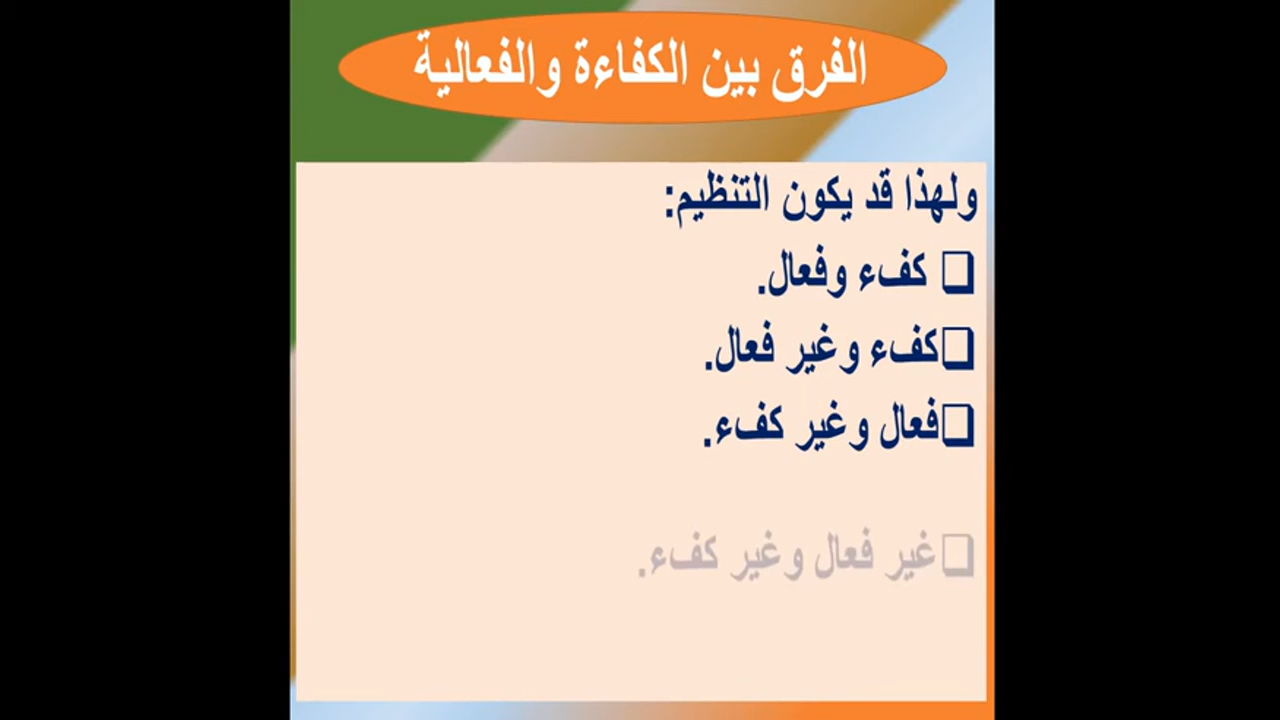 الفرق بين الكفاءة والفعالية
ولهذا قد يكون التنظيم:
❑ كفء وفعال.
❑كفء وغير فعال.
❑فعال وغير كفء.
❑غير فعال وغير كفء.